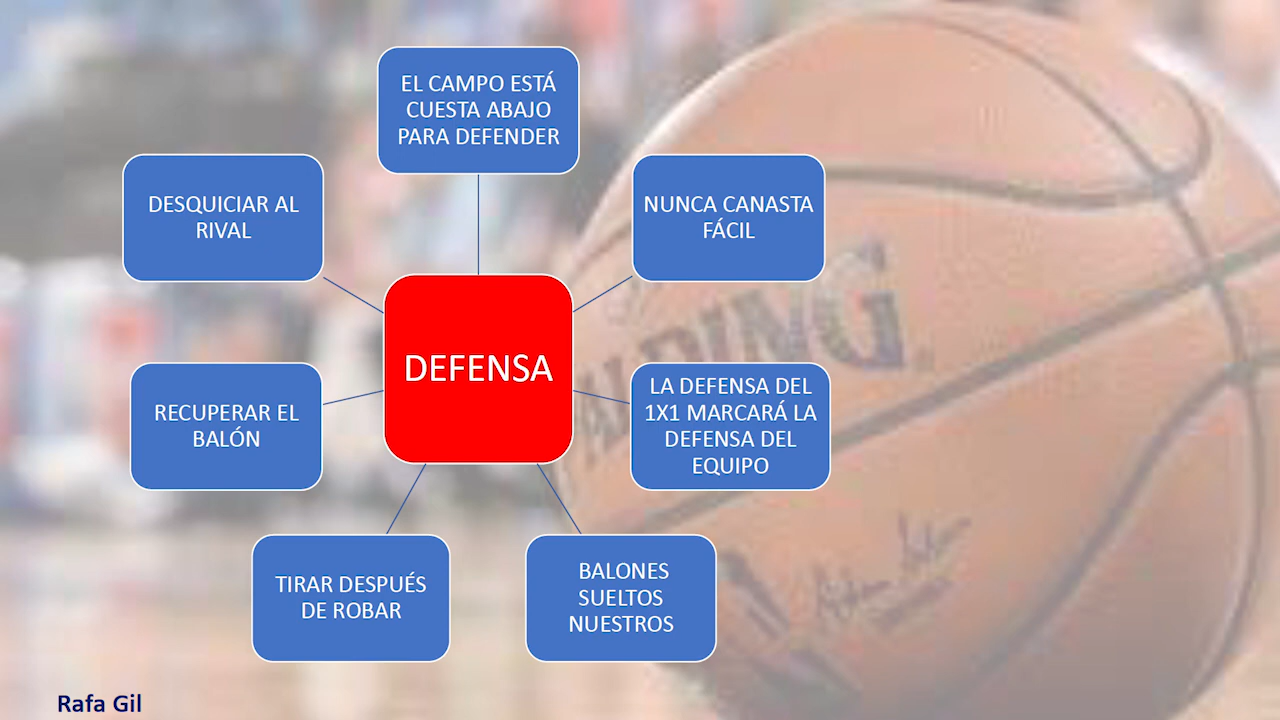 EL CAMPO ESTÁ
CUESTA ABAJO
PARA DEFENDER
NUNCA CANASTA
FÁCIL
LA DEFENSA DEL
1X1 MARCARÁ LA
DEFENSA DEL
EQUIPO
BALONES
SUELTOS
NUESTROS
TIRAR DESPUÉS
DE ROBAR
RECUPERAR EL
BALÓN
DESQUICIAR AL
RIVAL
DEFENSA
ALDING
Rafa Gil